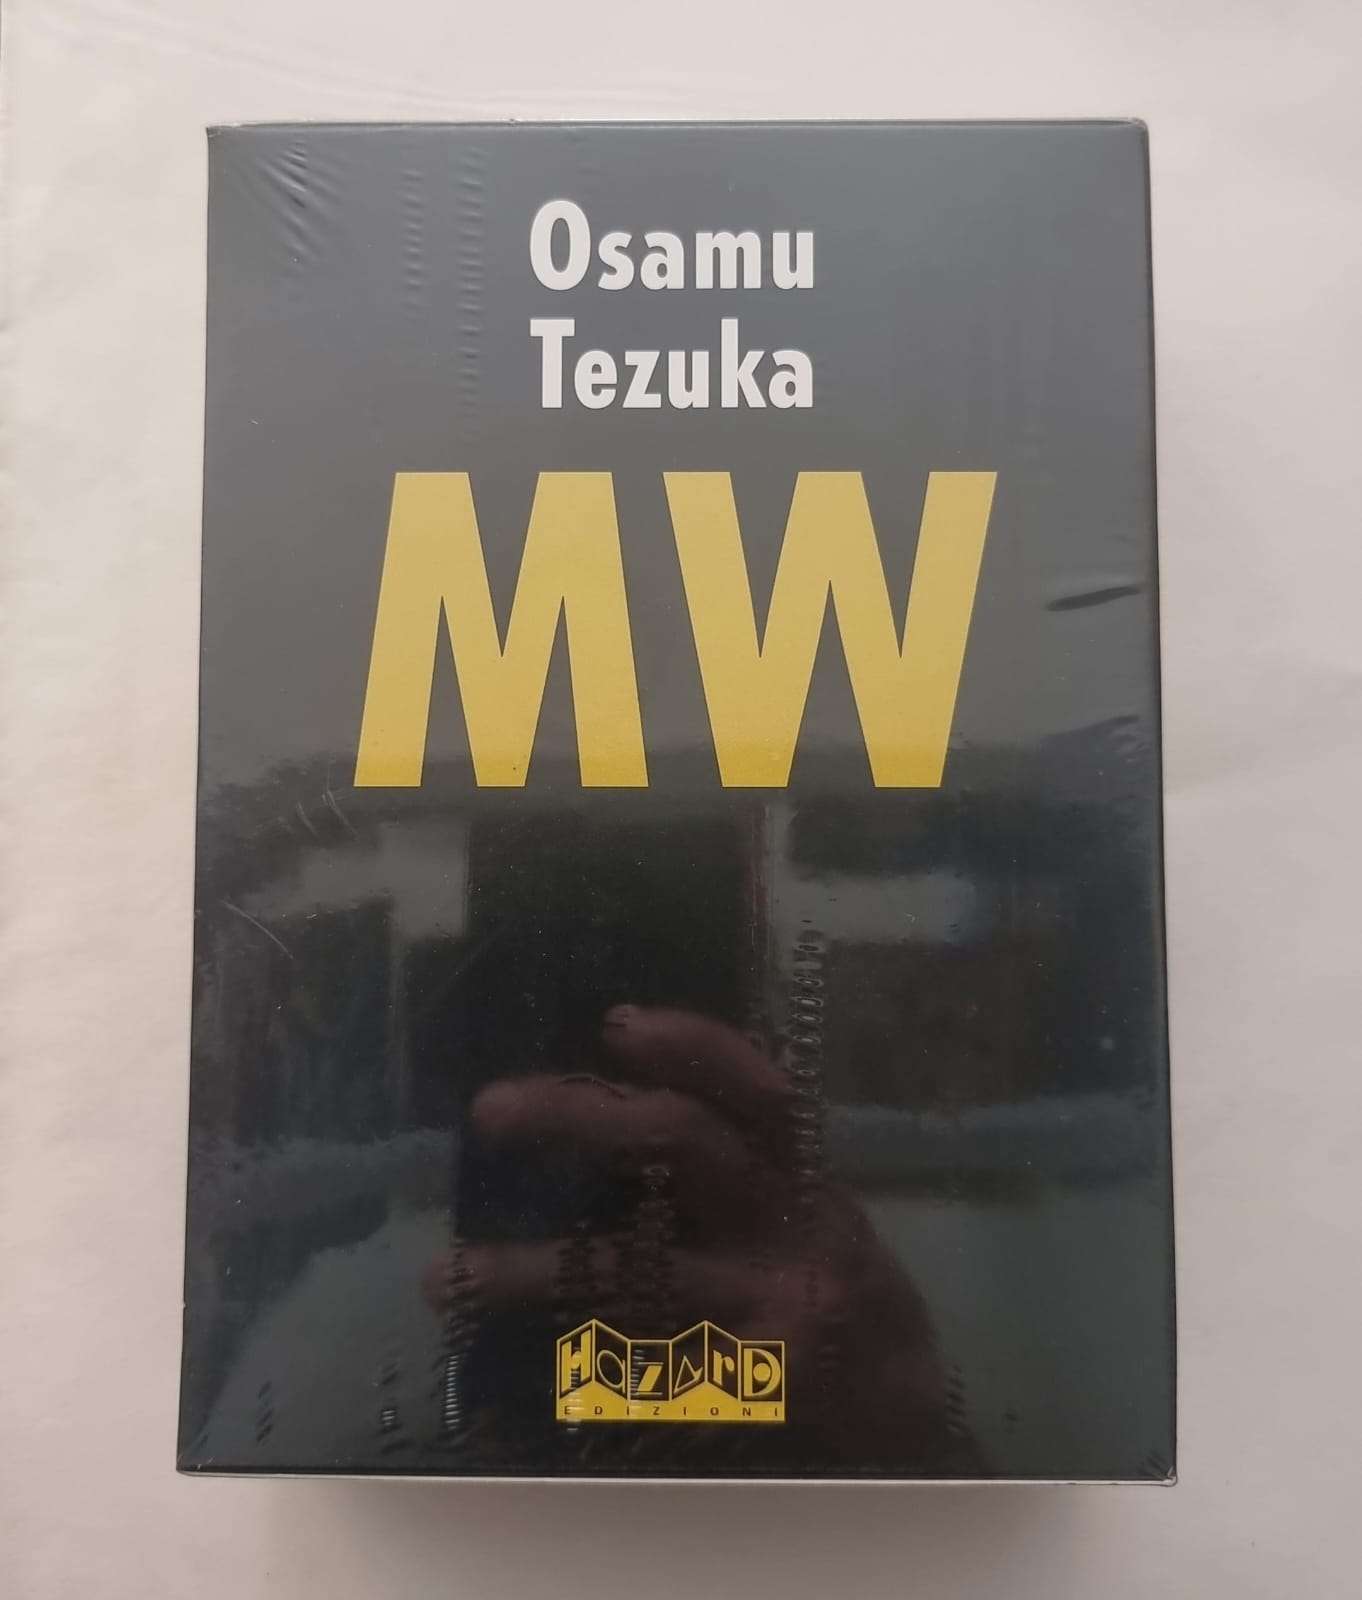 Osamu
Tezuka
MW
HazarD
EDIZIONI